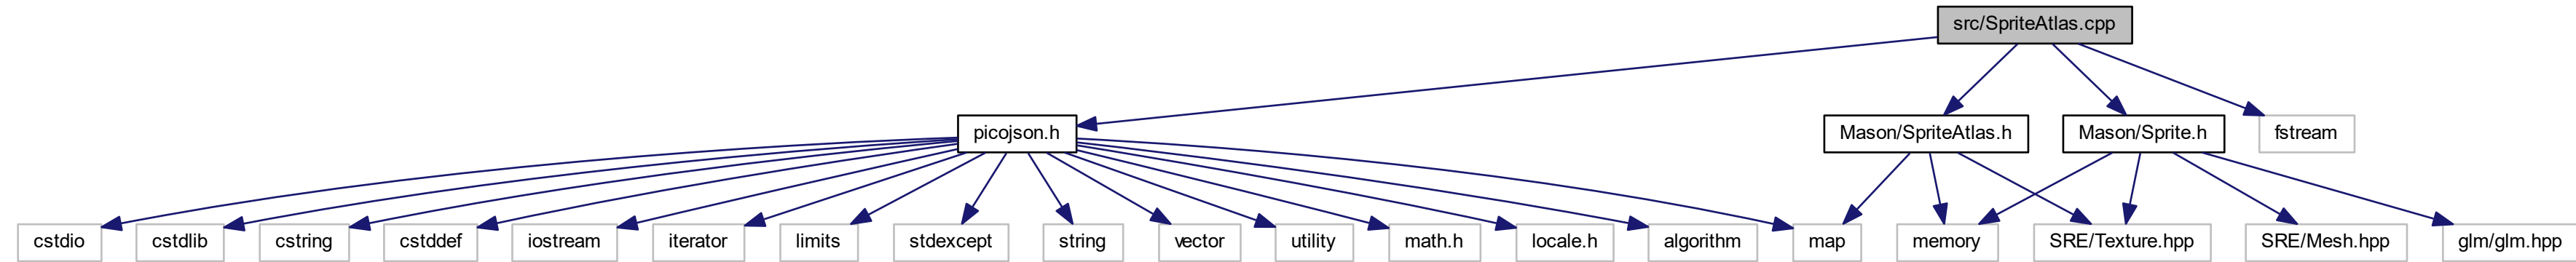 src/SpriteAtlas.cpp
picojson.h
Mason/SpriteAtlas.h
Mason/Sprite.h
fstream
cstdio
cstdlib
cstring
cstddef
iostream
iterator
limits
stdexcept
string
vector
utility
math.h
locale.h
algorithm
map
memory
SRE/Texture.hpp
SRE/Mesh.hpp
glm/glm.hpp